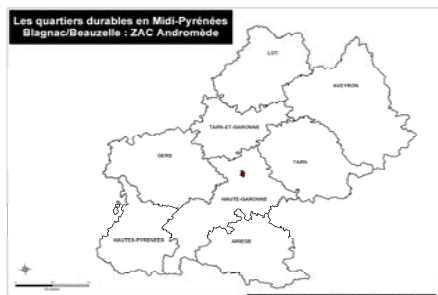 Les quartiers durables en Midi-Pyrénées
Blagnac/Beauzelle : ZAC Andromède
LOT
AVEYRON
TARN-ET-GARONNE
GERS
TARN
HAUTE-GARONNE
HAUTES-PYRENEES
ARIEGE